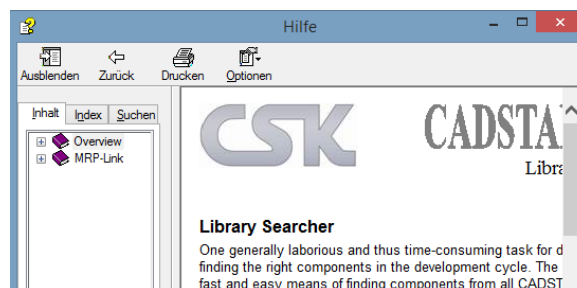 Hilfe
Ausblenden Zurück Drucken Optionen
Inhalt Index Suchen
Overview
MRP-Link
CSK
Library Searcher
One generally laborious and thus time-consuming task for
finding the right components in the development cycle. The
fast and easy means of finding components from all